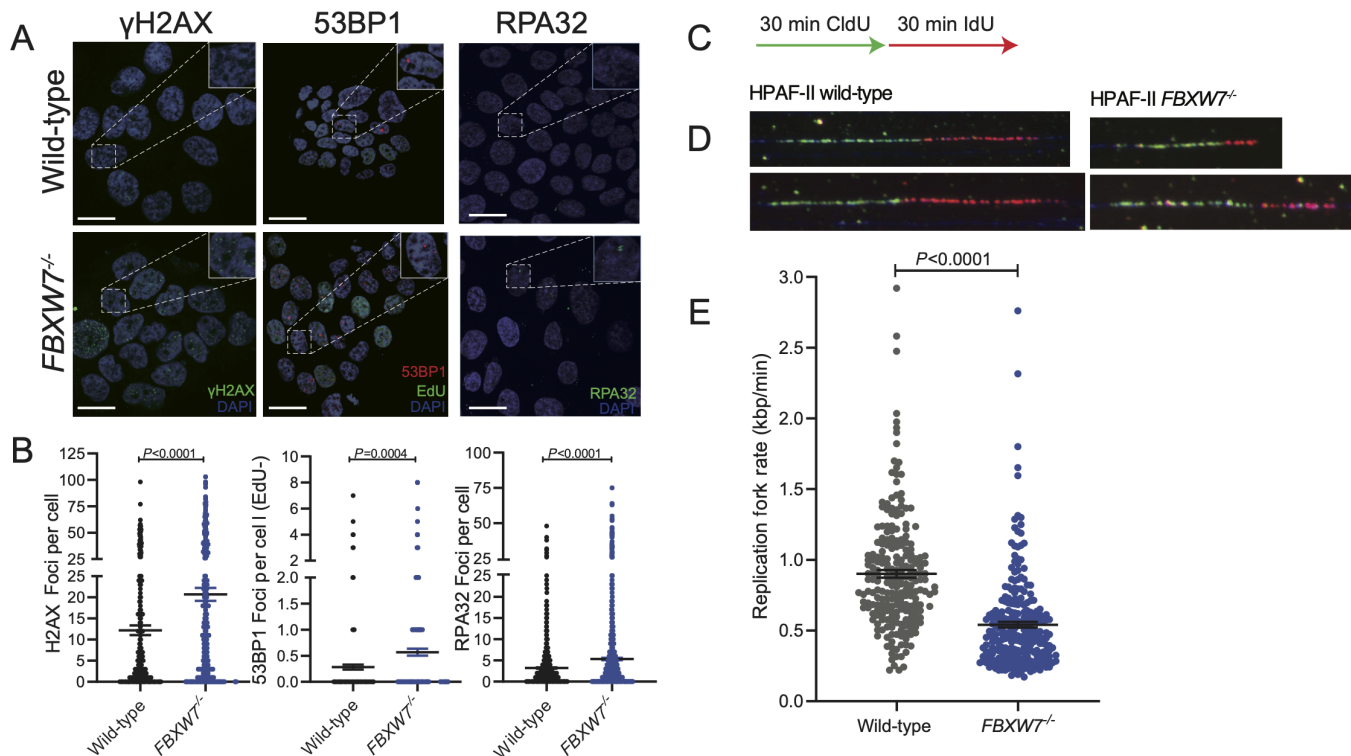 A
γH2AX
53BP1
RPA32
Wild-type
FBXW7-/-
γH2AX
DAPI
53BP1
EdU
DAPI
RPA32
DAPI
B
P<0.0001
H2AX Foci per cell
125
100
75
50
25
25
20
15
10
5
0
Wild-type
FBXW7-/-
P=0.0004
53BP1 Foci per cel l (EdU-)
10
8
6
4
2
2.0
1.5
1.0
0.5
0.0
Wild-type
FBXW7-/-
P<0.0001
RPA32 Foci per cell
100
75
50
25
25
20
15
10
5
0
Wild-type
FBXW7-/-
C
30 min CldU
30 min IdU
D
HPAF-II wild-type
HPAF-II FBXW7-/-
E
P<0.0001
Replication fork rate (kbp/min)
3.0
2.5
2.0
1.5
1.0
0.5
0.0
Wild-type
FBXW7-/-